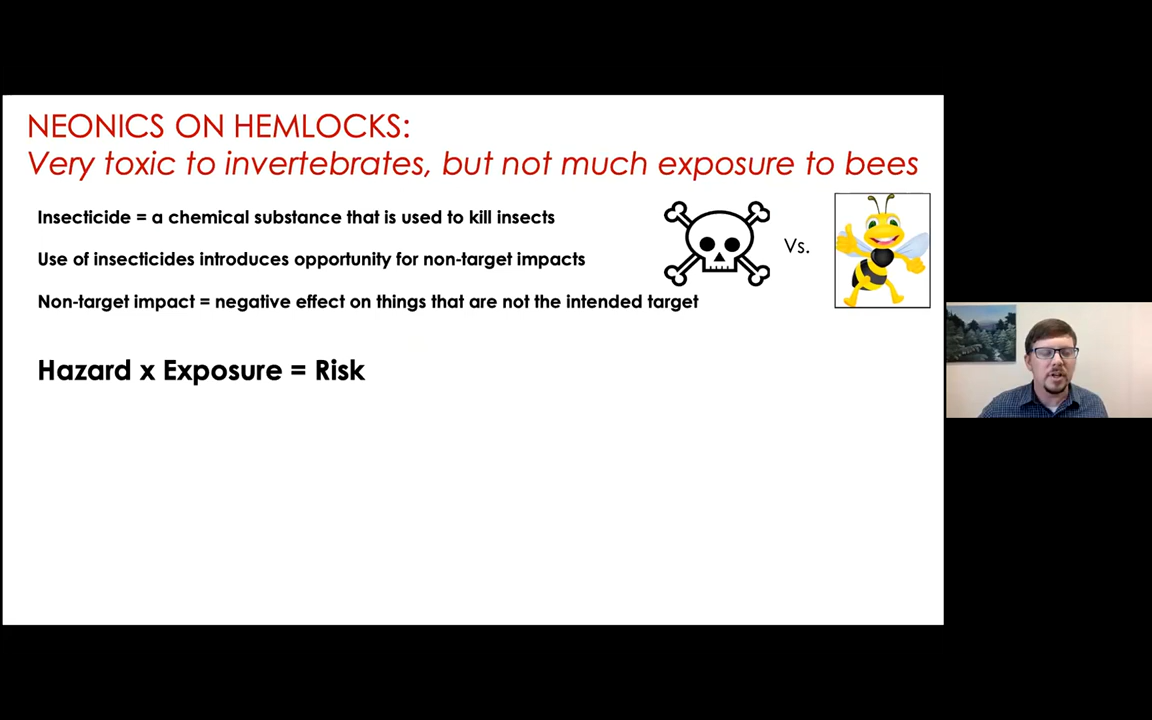 NEONICS ON HEMLOCKS:
Very toxic to invertebrates, but not much exposure to bees
Insecticide = a chemical substance that is used to kill insects
Use of insecticides introduces opportunity for non-target impacts
Non-target impact = negative effect on things that are not the intended target
Vs.
Hazard x Exposure = Risk